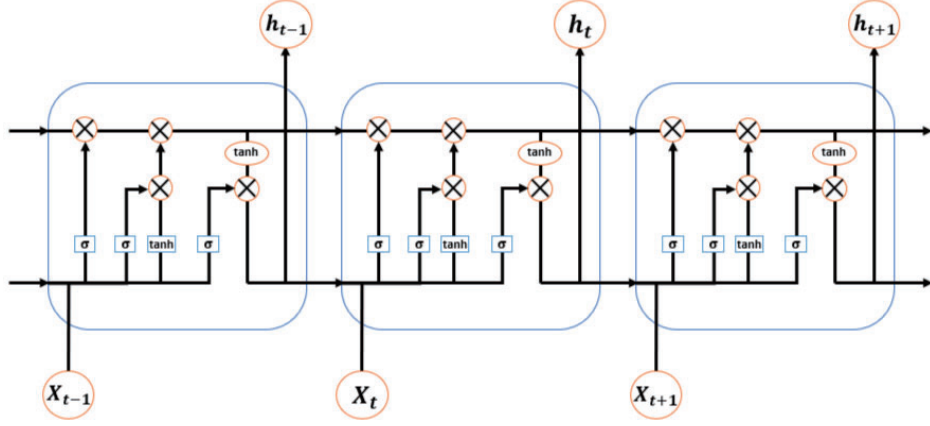 h_{t-1} h_t h_{t+1}
tanh tanh tanh
σ σ tanh σ σ σ tanh σ σ σ tanh σ
X_{t-1} X_t X_{t+1}